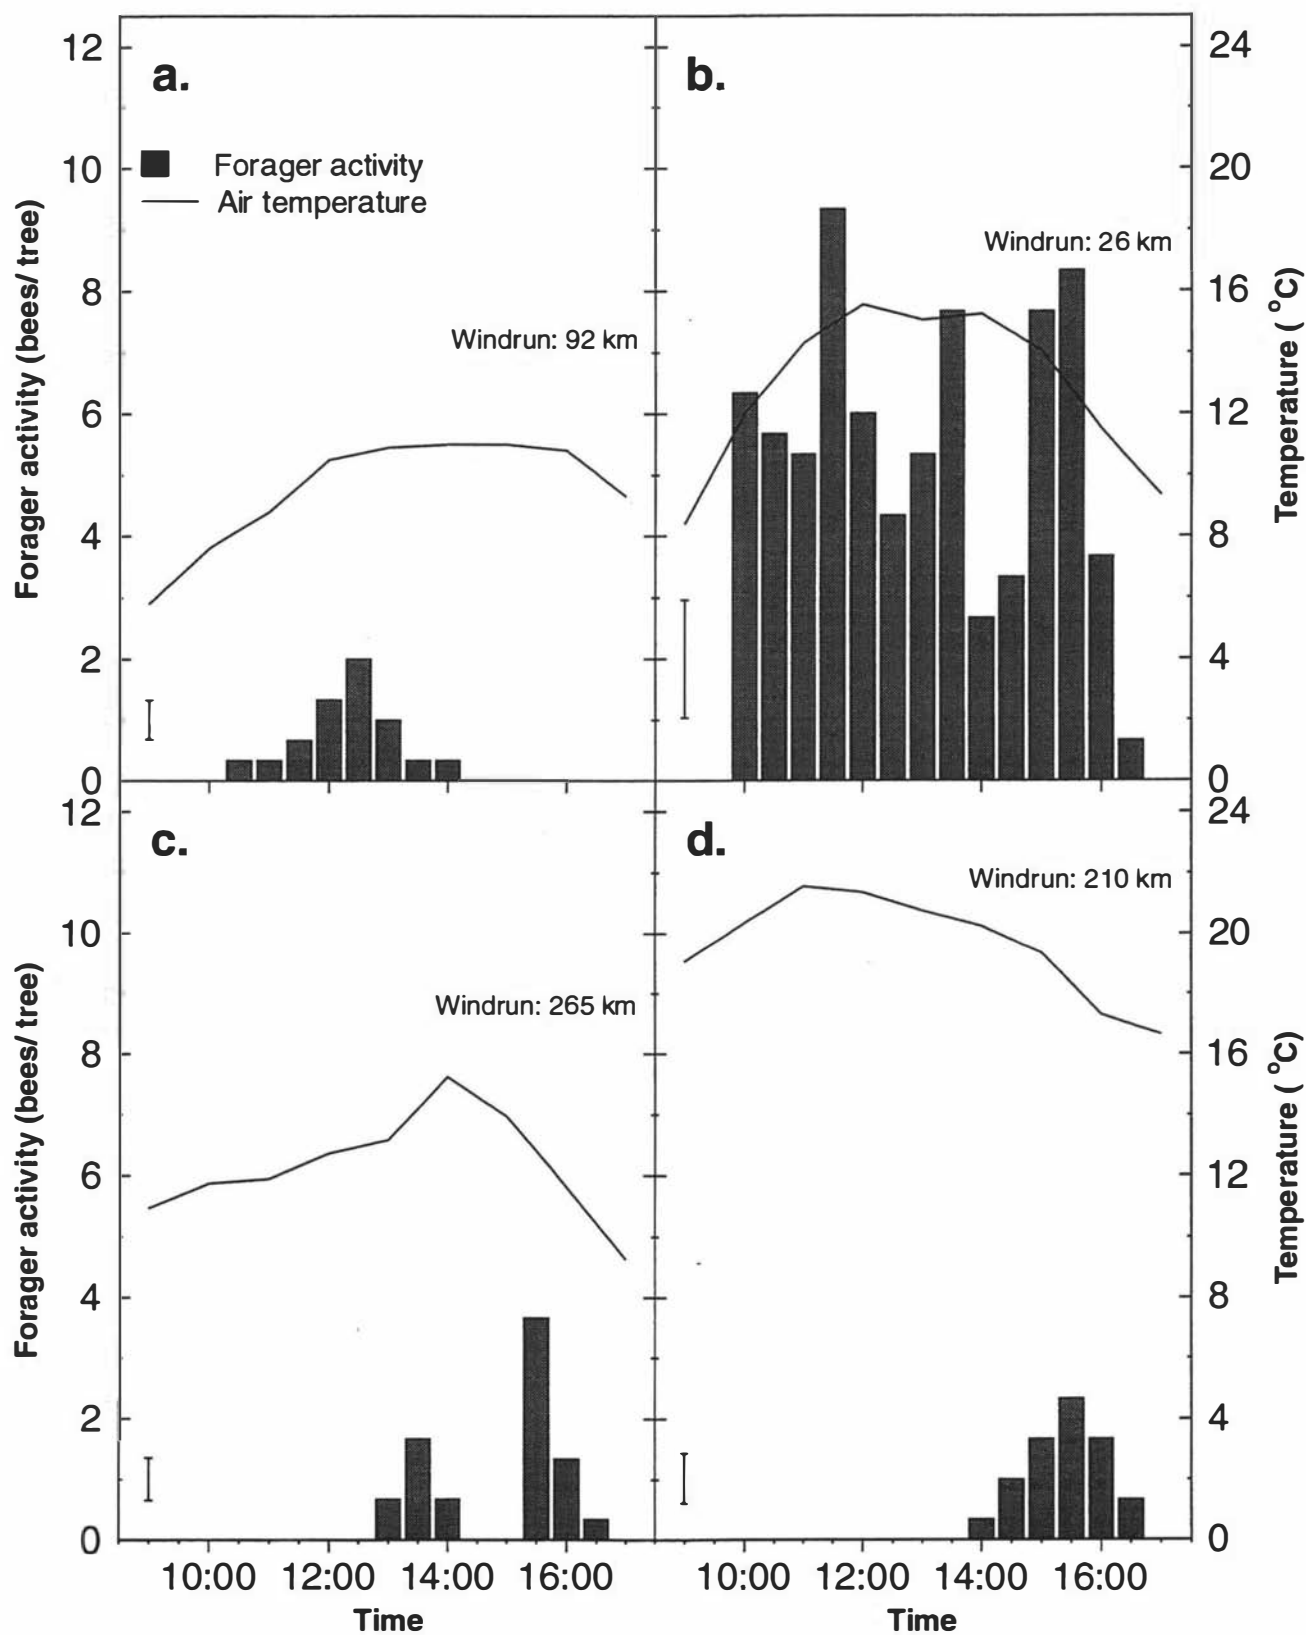 12
10
8
6
4
2
0
Forager activity (bees/ tree)
a.
Forager activity
Air temperature
Windrun: 92 km
b.
Windrun: 26 km
24
20
16
12
8
4
0
Temperature ( °C)
12
10
8
6
4
2
0
Forager activity (bees/ tree)
c.
Windrun: 265 km
d.
Windrun: 210 km
24
20
16
12
8
4
0
Temperature ( °C)
10:00 12:00 14:00 16:00
Time
10:00 12:00 14:00 16:00
Time